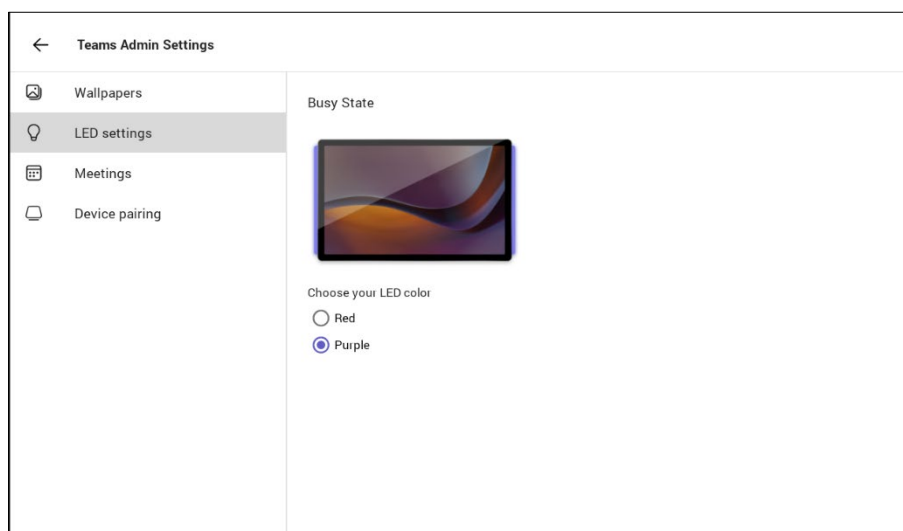 Teams Admin Settings
Wallpapers
LED settings
Meetings
Device pairing
Busy State
Choose your LED color
Red
Purple